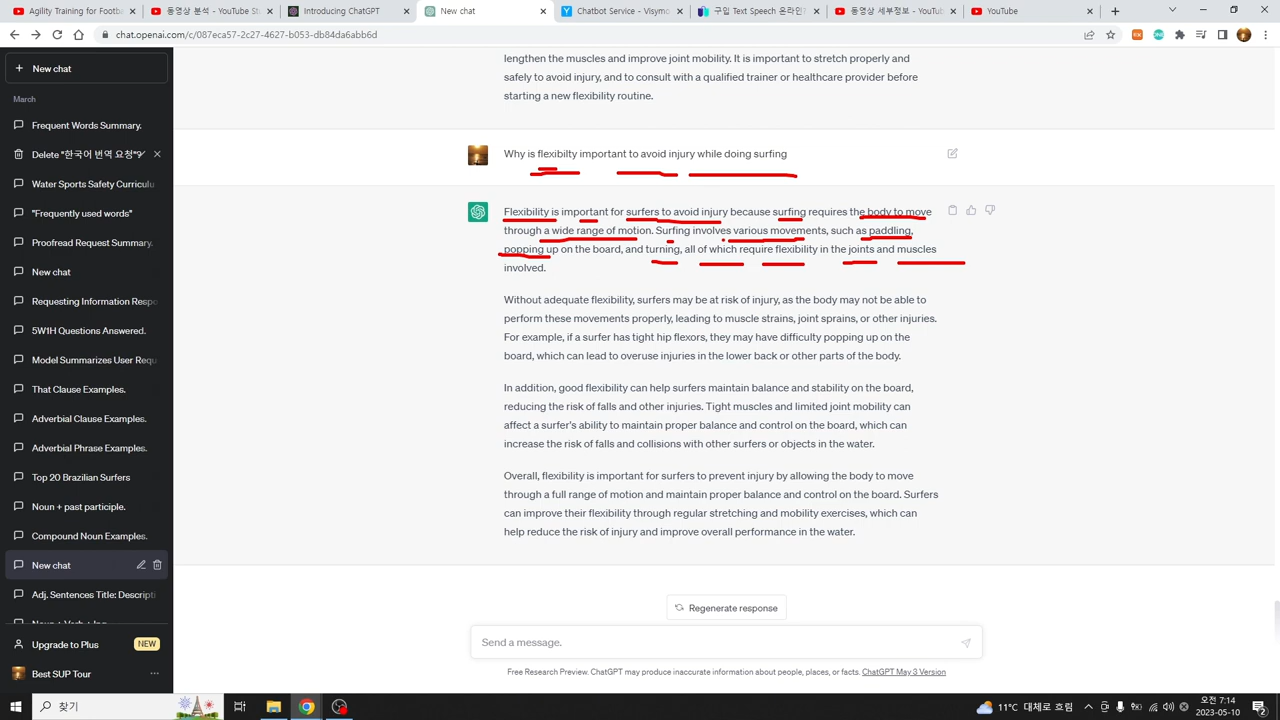 Agility Training for Footba
동영상 분석 - YouTube St
Introducing ChatGPT
New chat
Chatbot Service - Visymo
구입 Text Speech 온라인
동영상 세부정보 - YouTub
YouTube
chat.openai.com/c/087eca57-2c27-4627-b053-db84da6abb6d
New chat
March
Frequent Words Summary.
Delete "한국어 번역 요청"?
Water Sports Safety Curriculu
"Frequently used words"
Proofread Request Summary.
New chat
Requesting Information Respo
5W1H Questions Answered.
Model Summarizes User Requ
That Clause Examples.
Adverbial Clause Examples.
Adverbial Phrase Examples.
Top 20 Brazilian Surfers
Noun + past participle.
Compound Noun Examples.
New chat
Adj. Sentences Title: Descripti
Noun + Verb + Ing
Upgrade to Plus
NEW
Best SUP Tour
lengthen the muscles and improve joint mobility. It is important to stretch properly and
safely to avoid injury, and to consult with a qualified trainer or healthcare provider before
starting a new flexibility routine.
Why is flexibilty important to avoid injury while doing surfing
Flexibility is important for surfers to avoid injury because surfing requires the body to move
through a wide range of motion. Surfing involves various movements, such as paddling,
popping up on the board, and turning, all of which require flexibility in the joints and muscles
involved.
Without adequate flexibility, surfers may be at risk of injury, as the body may not be able to
perform these movements properly, leading to muscle strains, joint sprains, or other injuries.
For example, if a surfer has tight hip flexors, they may have difficulty popping up on the
board, which can lead to overuse injuries in the lower back or other parts of the body.
In addition, good flexibility can help surfers maintain balance and stability on the board,
reducing the risk of falls and other injuries. Tight muscles and limited joint mobility can
affect a surfer's ability to maintain proper balance and control on the board, which can
increase the risk of falls and collisions with other surfers or objects in the water.
Overall, flexibility is important for surfers to prevent injury by allowing the body to move
through a full range of motion and maintain proper balance and control on the board. Surfers
can improve their flexibility through regular stretching and mobility exercises, which can
help reduce the risk of injury and improve overall performance in the water.
Regenerate response
Send a message.
Free Research Preview. ChatGPT may produce inaccurate information about people, places, or facts. ChatGPT May 3 Version
찾기
11°C 대체로 흐림
오전 7:14
2023-05-10
2